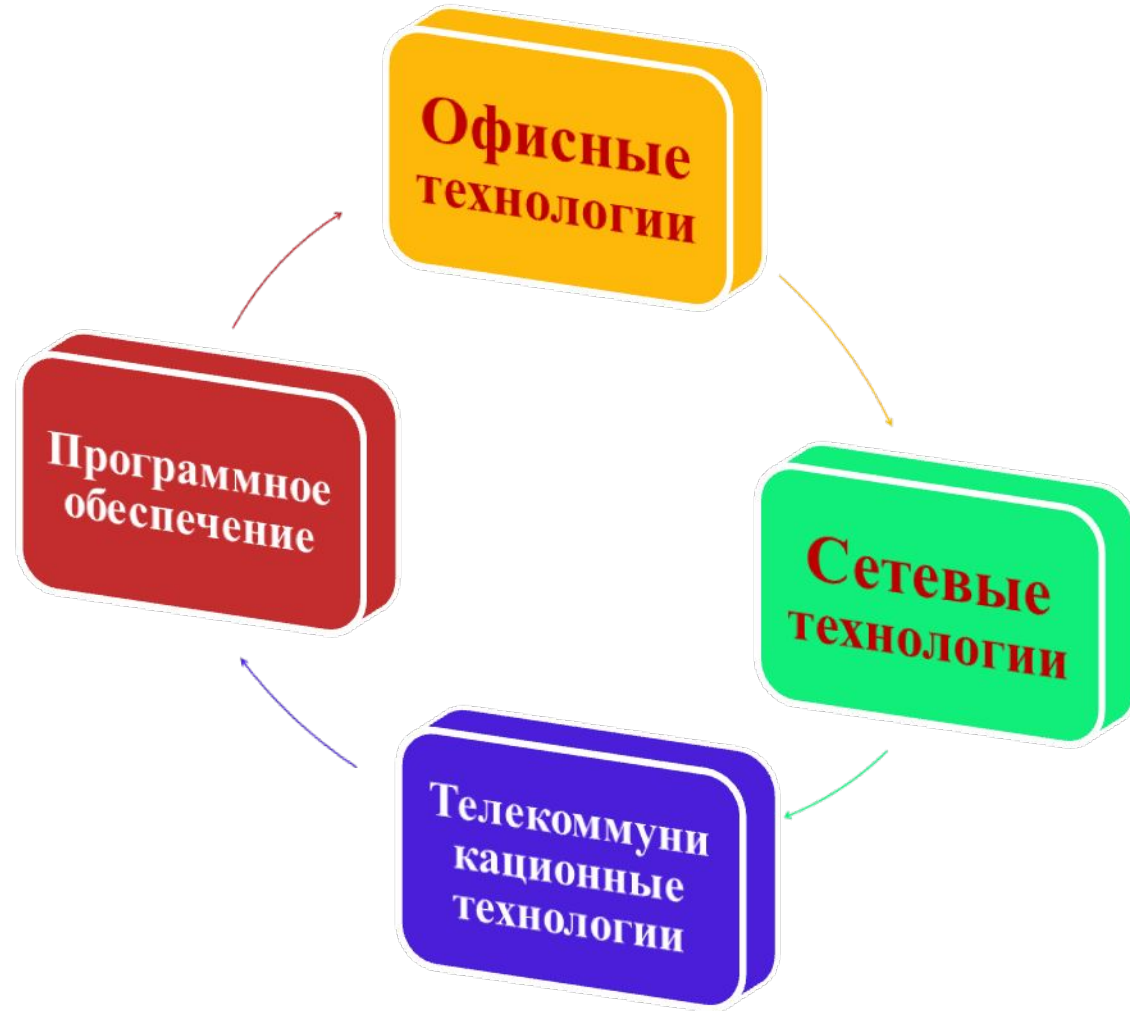 Офисные
технологии
Программное
обеспечение
Сетевые
технологии
Телекоммуни
кационные
технологии